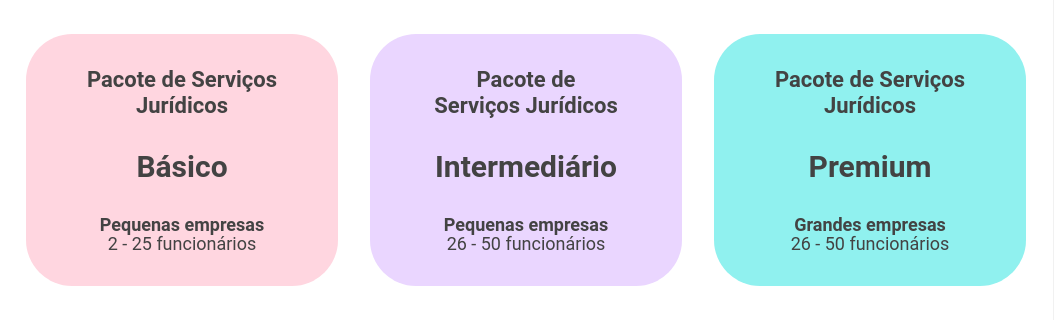 Pacote de Serviços
Jurídicos
Básico
Pequenas empresas
2 - 25 funcionários
Pacote de
Serviços Jurídicos
Intermediário
Pequenas empresas
26 - 50 funcionários
Pacote de Serviços
Jurídicos
Premium
Grandes empresas
26 - 50 funcionários